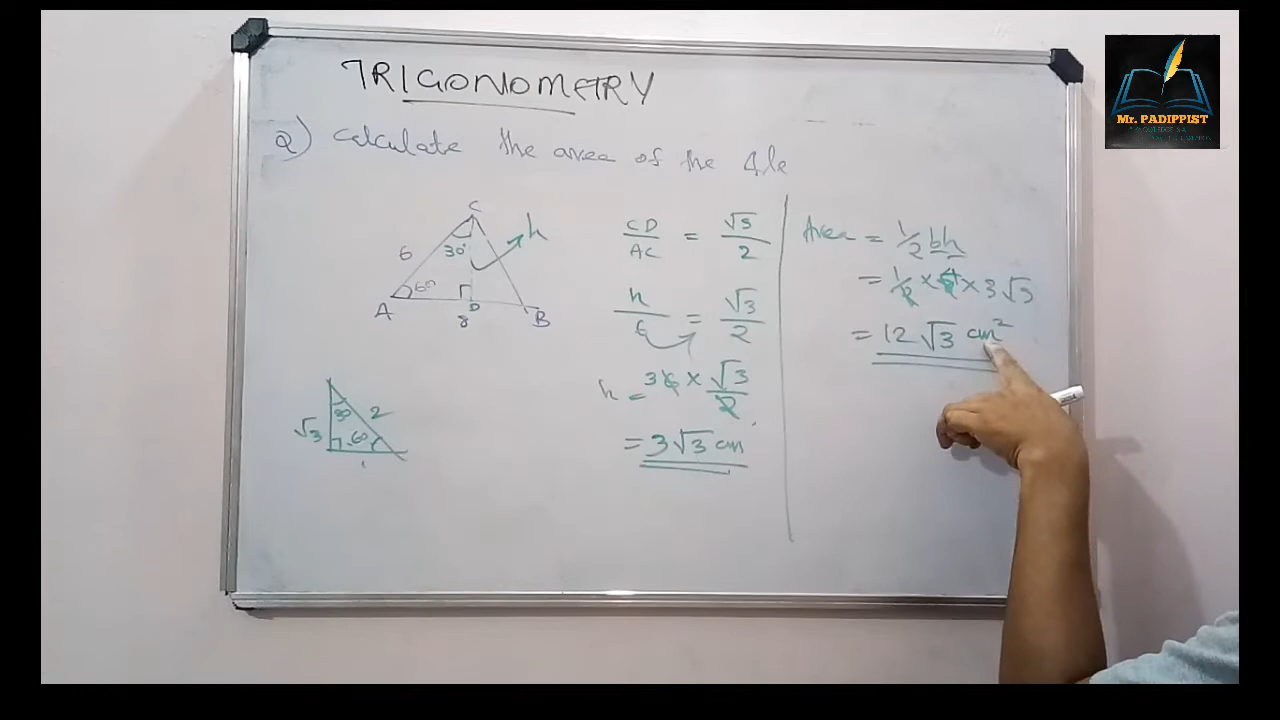 TRIGONOMETRY
Q) Calculate the area of the Δle
C
6
30°
h
60°
A
D
8
B
30
2
√3
60
1
CD/AC = √3/2
h/6 = √3/2
h = 3 6 × √3/2
= 3√3 cm
Area = 1/2 bh
= 1/2 × 8 4 × 3√3
= 12√3 cm²
Mr. PADIPPIST